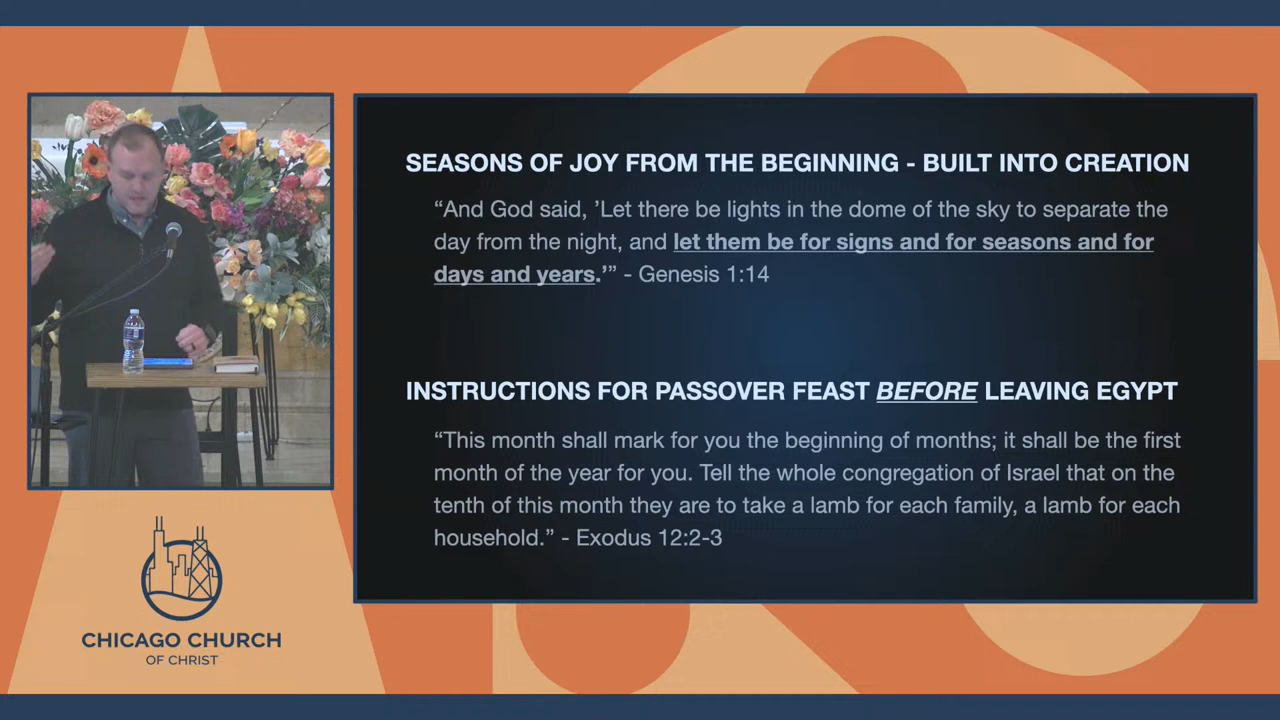 SEASONS OF JOY FROM THE BEGINNING - BUILT INTO CREATION
“And God said, ’Let there be lights in the dome of the sky to separate the
day from the night, and let them be for signs and for seasons and for
days and years.’” - Genesis 1:14
INSTRUCTIONS FOR PASSOVER FEAST BEFORE LEAVING EGYPT
“This month shall mark for you the beginning of months; it shall be the first
month of the year for you. Tell the whole congregation of Israel that on the
tenth of this month they are to take a lamb for each family, a lamb for each
household.” - Exodus 12:2-3
CHICAGO CHURCH
OF CHRIST